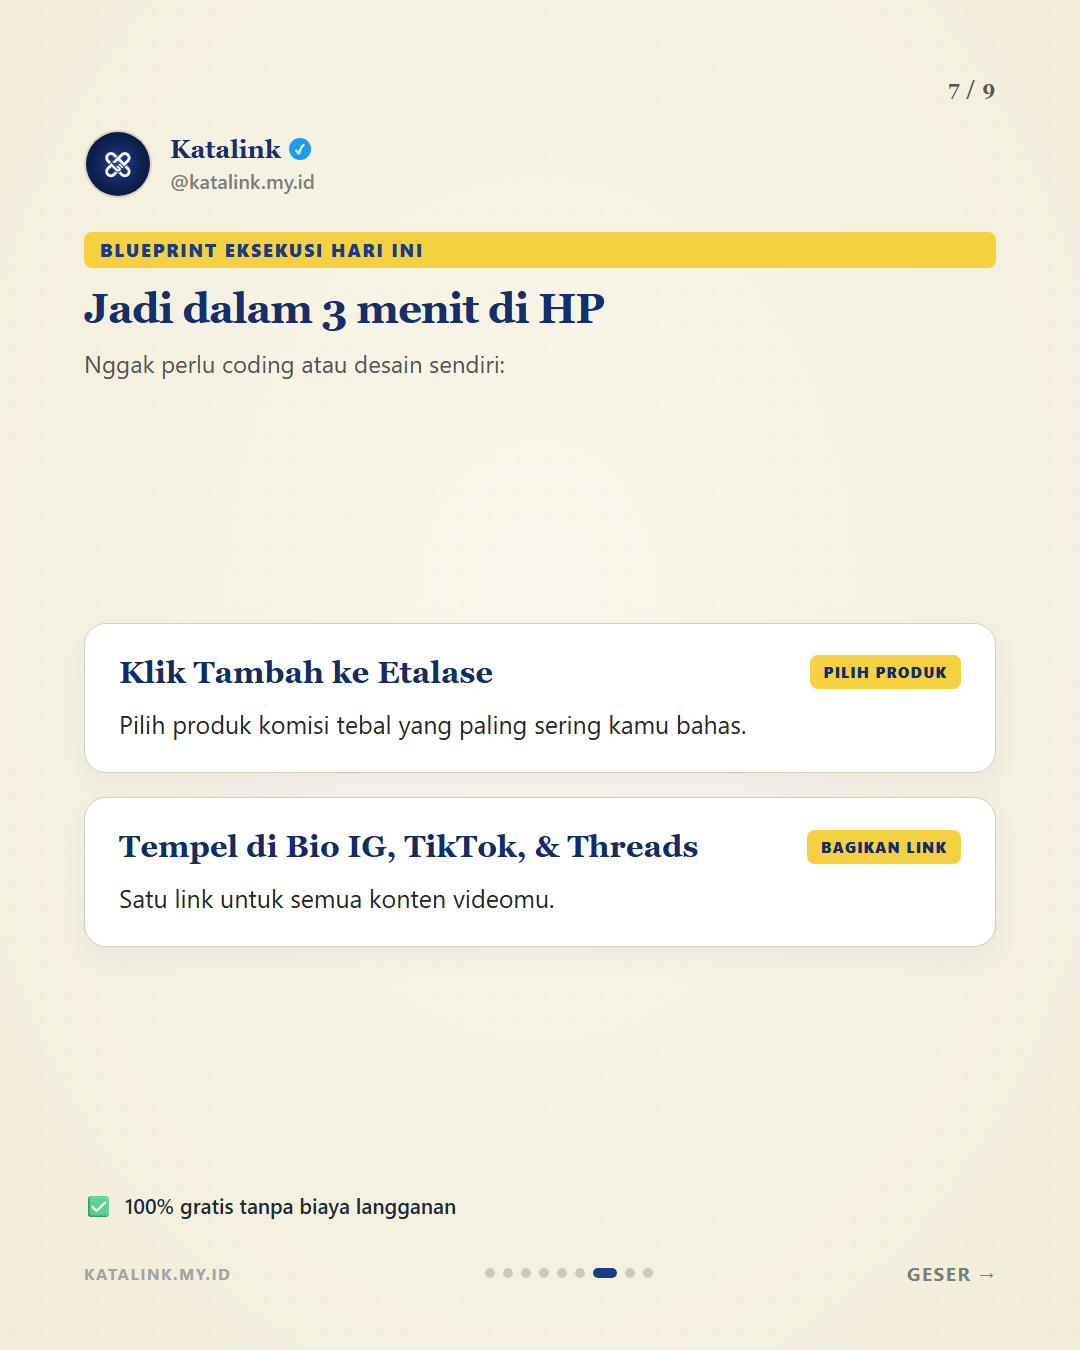 7 / 9
Katalink
@katalink.my.id
BLUEPRINT EKSEKUSI HARI INI
Jadi dalam 3 menit di HP
Nggak perlu coding atau desain sendiri:
Klik Tambah ke Etalase
PILIH PRODUK
Pilih produk komisi tebal yang paling sering kamu bahas.
Tempel di Bio IG, TikTok, & Threads
BAGIKAN LINK
Satu link untuk semua konten videomu.
✅ 100% gratis tanpa biaya langganan
KATALINK.MY.ID
GESER →